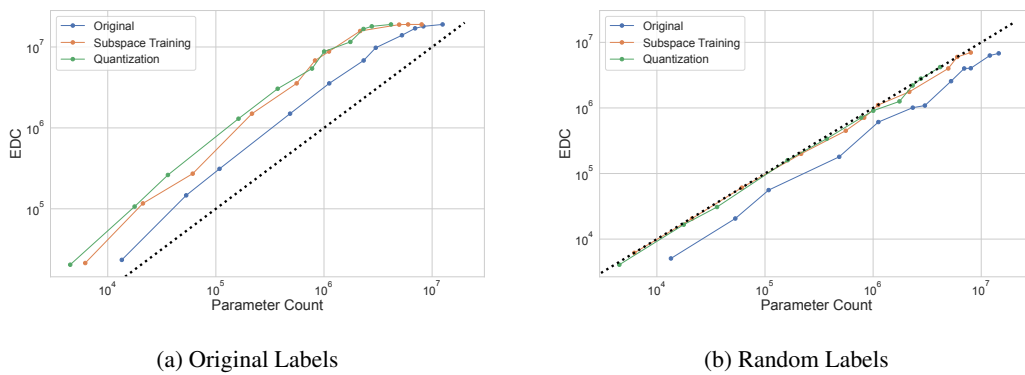 Original
Subspace Training
Quantization
10^7
10^6
10^5
EDC
10^4
10^5
10^6
10^7
Parameter Count
(a) Original Labels
Original
Subspace Training
Quantization
10^7
10^6
10^5
10^4
EDC
10^4
10^5
10^6
10^7
Parameter Count
(b) Random Labels